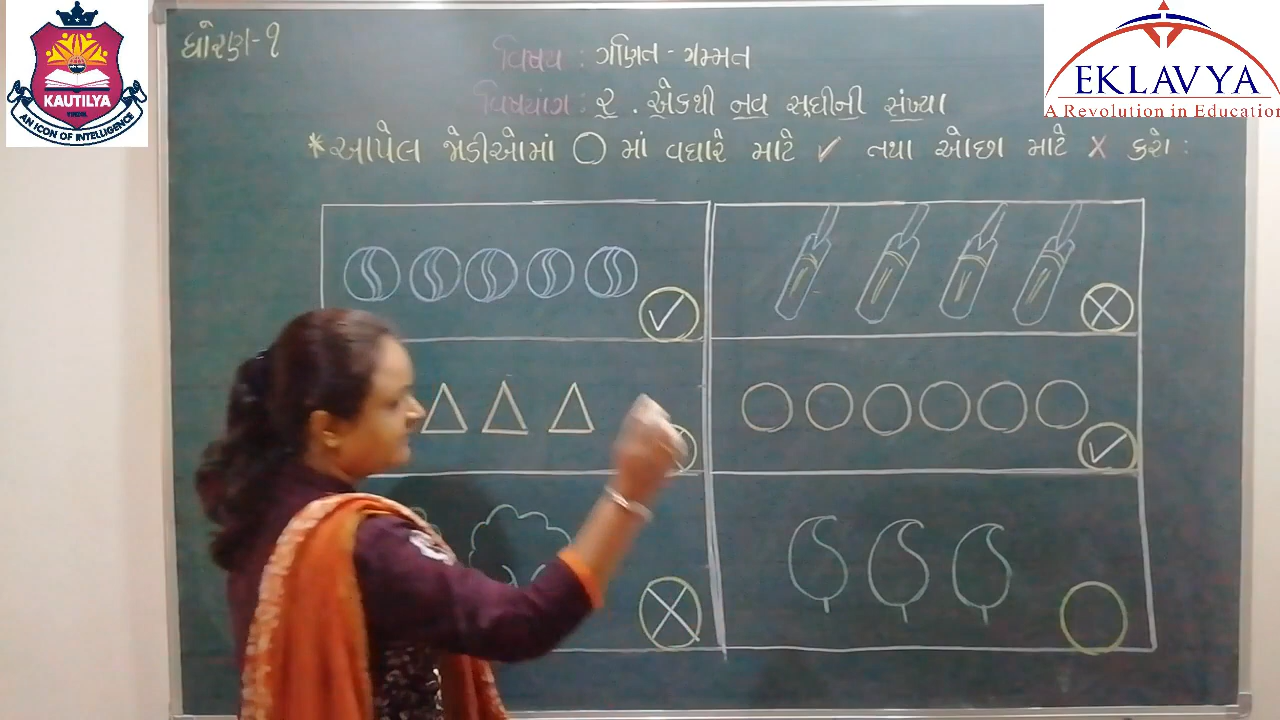 KAUTILYA
AN ICON OF INTELLIGENCE
EKLAVYA
A Revolution in Education
ધોરણ-૧
વિષય : ગણિત - ગમ્મત
વિષયાંગ : ૨. એકથી નવ સુધીની સંખ્યા
* આપેલ જોડીઓમાં ◯ માં વધારે માટે ✓ તથા ઓછા માટે X કરો :